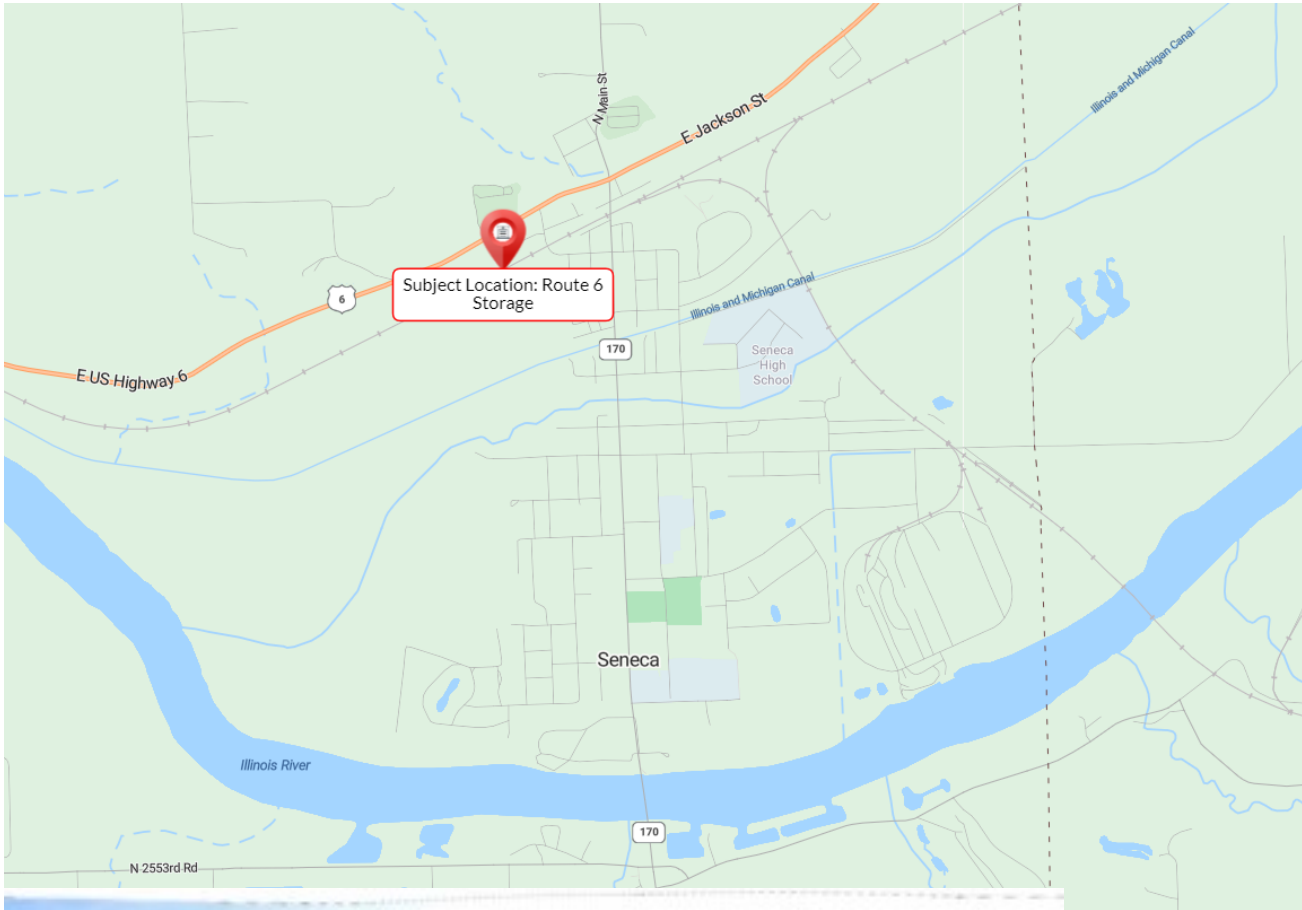 Illinois and Michigan Canal
N Main St
E Jackson St
Subject Location: Route 6
Storage
6
Illinois and Michigan Canal
170
Seneca
High
School
E US Highway 6
Seneca
Illinois River
170
N 2553rd Rd